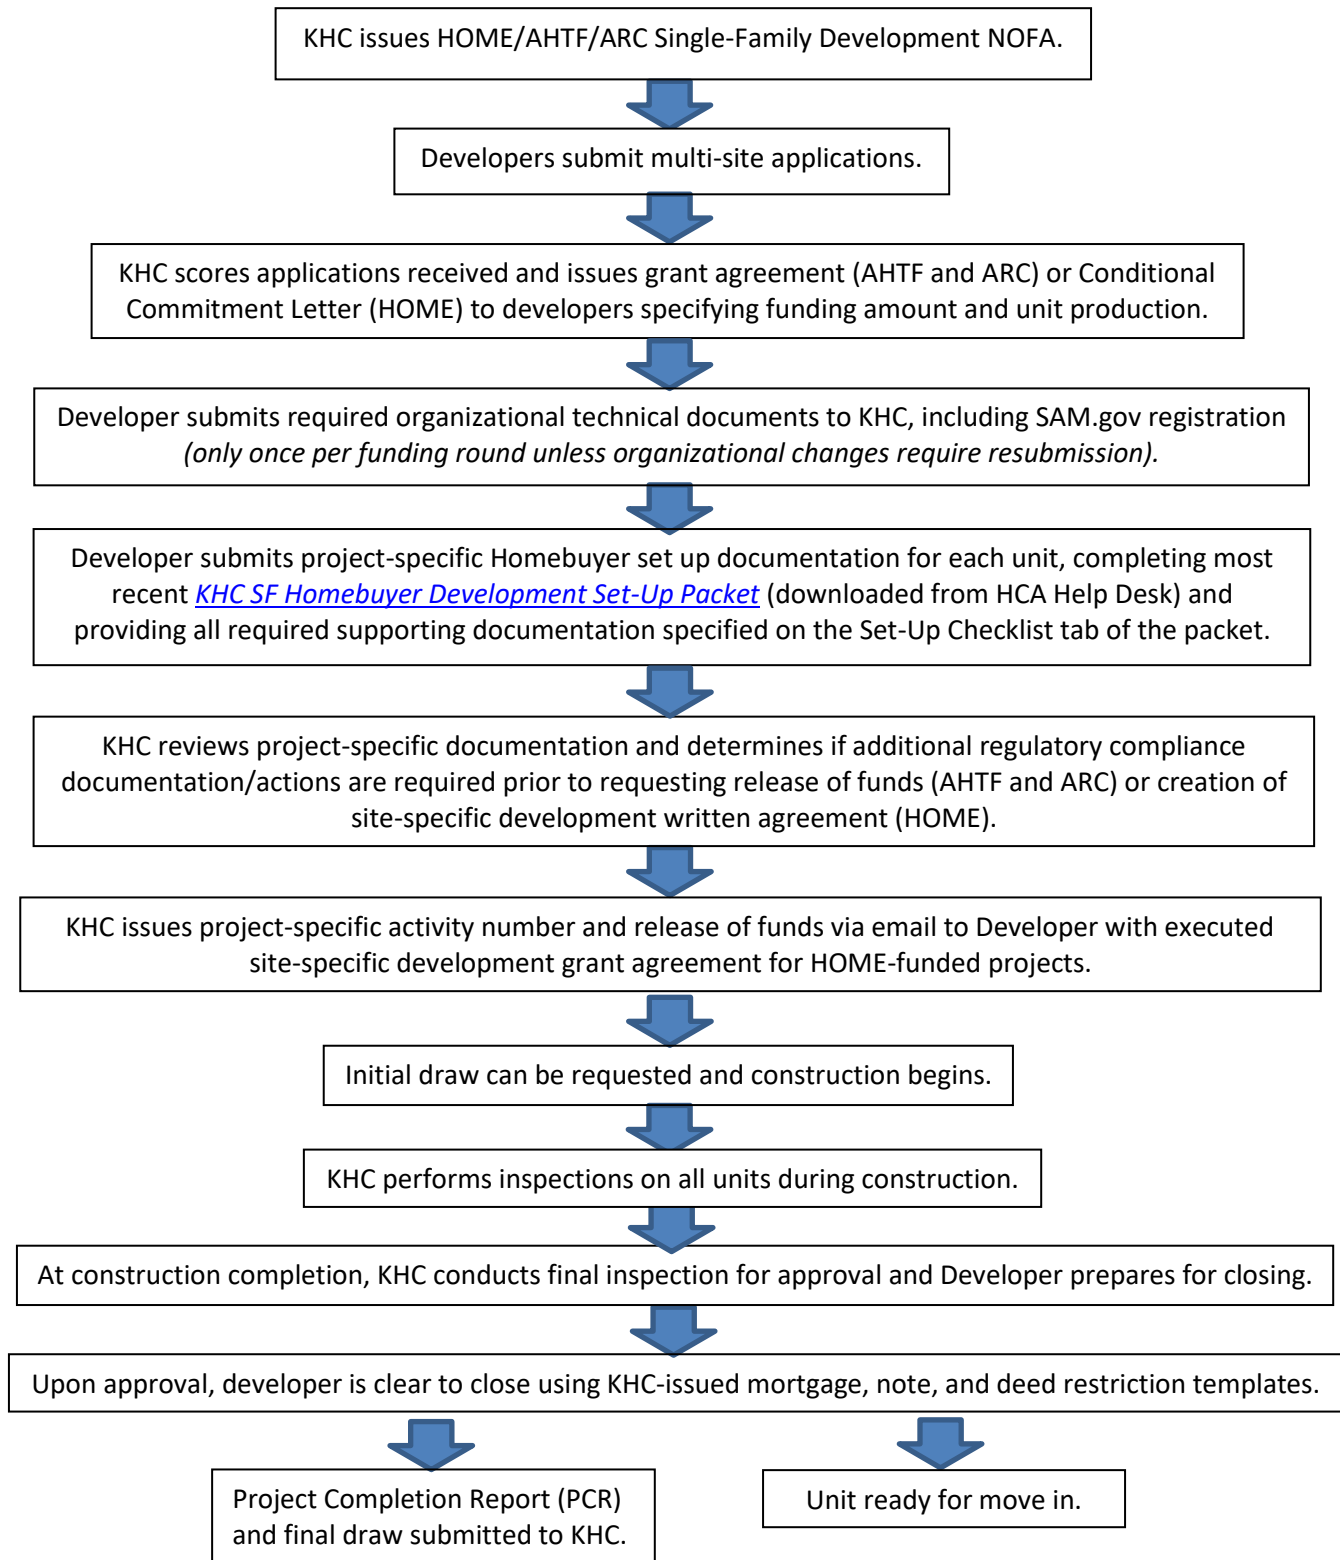 KHC issues HOME/AHTF/ARC Single-Family Development NOFA.
Developers submit multi-site applications.
KHC scores applications received and issues grant agreement (AHTF and ARC) or Conditional
Commitment Letter (HOME) to developers specifying funding amount and unit production.
Developer submits required organizational technical documents to KHC, including SAM.gov registration
(only once per funding round unless organizational changes require resubmission).
Developer submits project-specific Homebuyer set up documentation for each unit, completing most
recent KHC SF Homebuyer Development Set-Up Packet (downloaded from HCA Help Desk) and
providing all required supporting documentation specified on the Set-Up Checklist tab of the packet.
KHC reviews project-specific documentation and determines if additional regulatory compliance
documentation/actions are required prior to requesting release of funds (AHTF and ARC) or creation of
site-specific development written agreement (HOME).
KHC issues project-specific activity number and release of funds via email to Developer with executed
site-specific development grant agreement for HOME-funded projects.
Initial draw can be requested and construction begins.
KHC performs inspections on all units during construction.
At construction completion, KHC conducts final inspection for approval and Developer prepares for closing.
Upon approval, developer is clear to close using KHC-issued mortgage, note, and deed restriction templates.
Project Completion Report (PCR)
and final draw submitted to KHC.
Unit ready for move in.